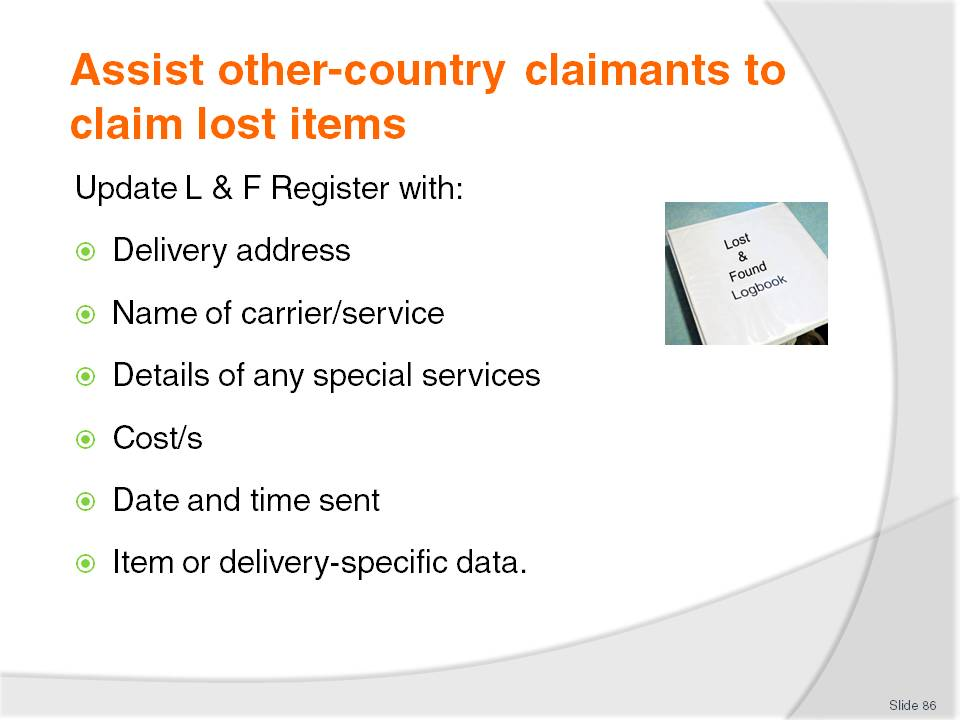 Assist other-country claimants to
claim lost items
Update L & F Register with:
Delivery address
Name of carrier/service
Details of any special services
Cost/s
Date and time sent
Item or delivery-specific data.
Lost
&
Found
Logbook
Slide 86